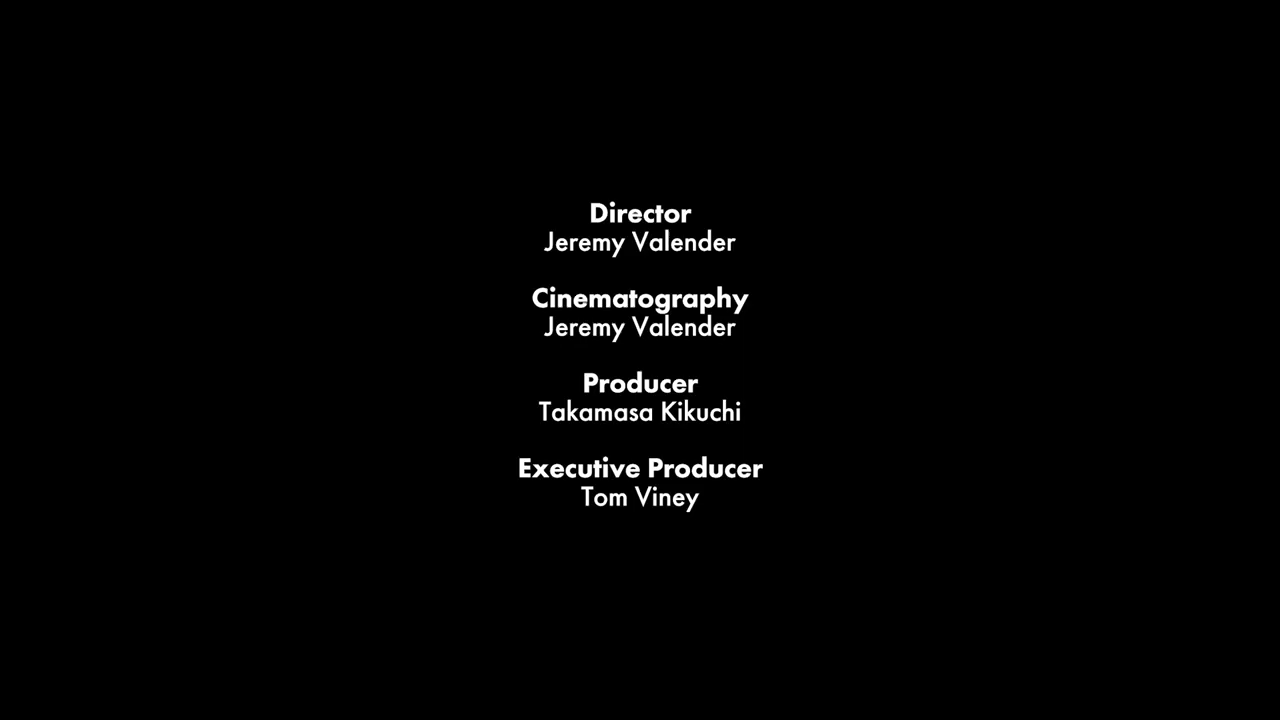 Director
Jeremy Valender
Cinematography
Jeremy Valender
Producer
Takamasa Kikuchi
Executive Producer
Tom Viney